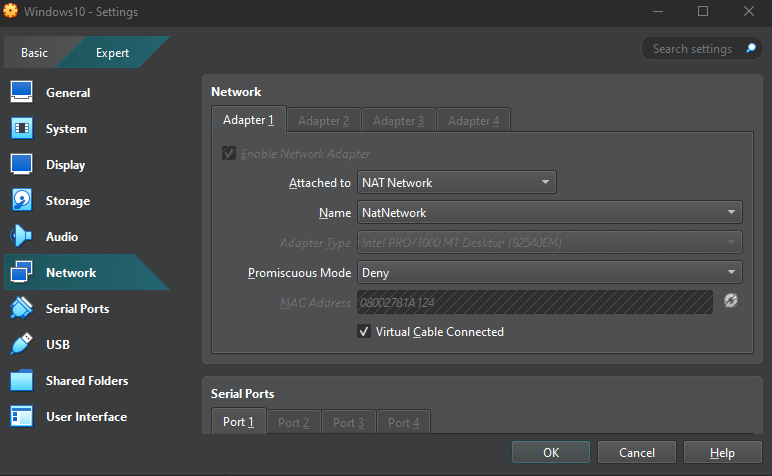 Windows10 - Settings
Basic Expert Search settings
General
System
Display
Storage
Audio
Network
Serial Ports
USB
Shared Folders
User Interface
Network
Adapter 1 Adapter 2 Adapter 3 Adapter 4
Enable Network Adapter
Attached to NAT Network
Name NatNetwork
Adapter Type Intel PRO/1000 MT Desktop (82540EM)
Promiscuous Mode Deny
MAC Address 08002781A124
Virtual Cable Connected
Serial Ports
Port 1 Port 2 Port 3 Port 4
OK Cancel Help